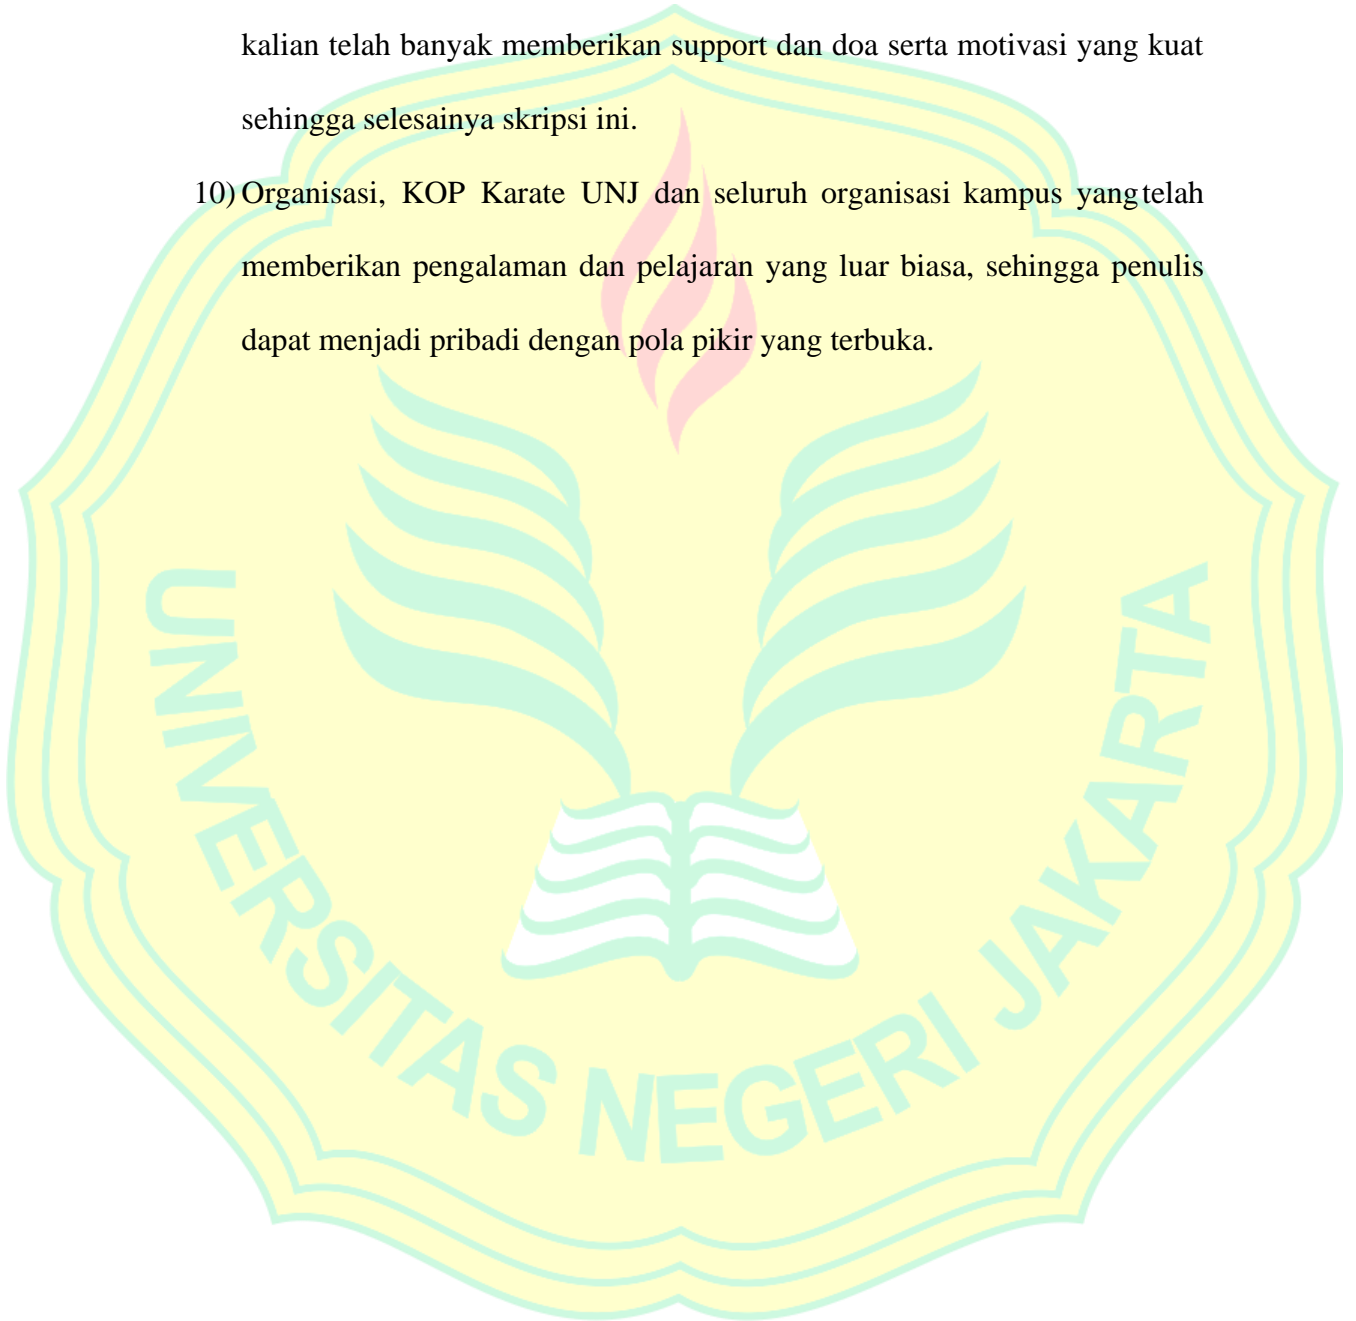 kalian telah banyak memberikan support dan doa serta motivasi yang kuat
sehingga selesainya skripsi ini.
10) Organisasi, KOP Karate UNJ dan seluruh organisasi kampus yang telah
memberikan pengalaman dan pelajaran yang luar biasa, sehingga penulis
dapat menjadi pribadi dengan pola pikir yang terbuka.
UNIVERSITAS NEGERI JAKARTA